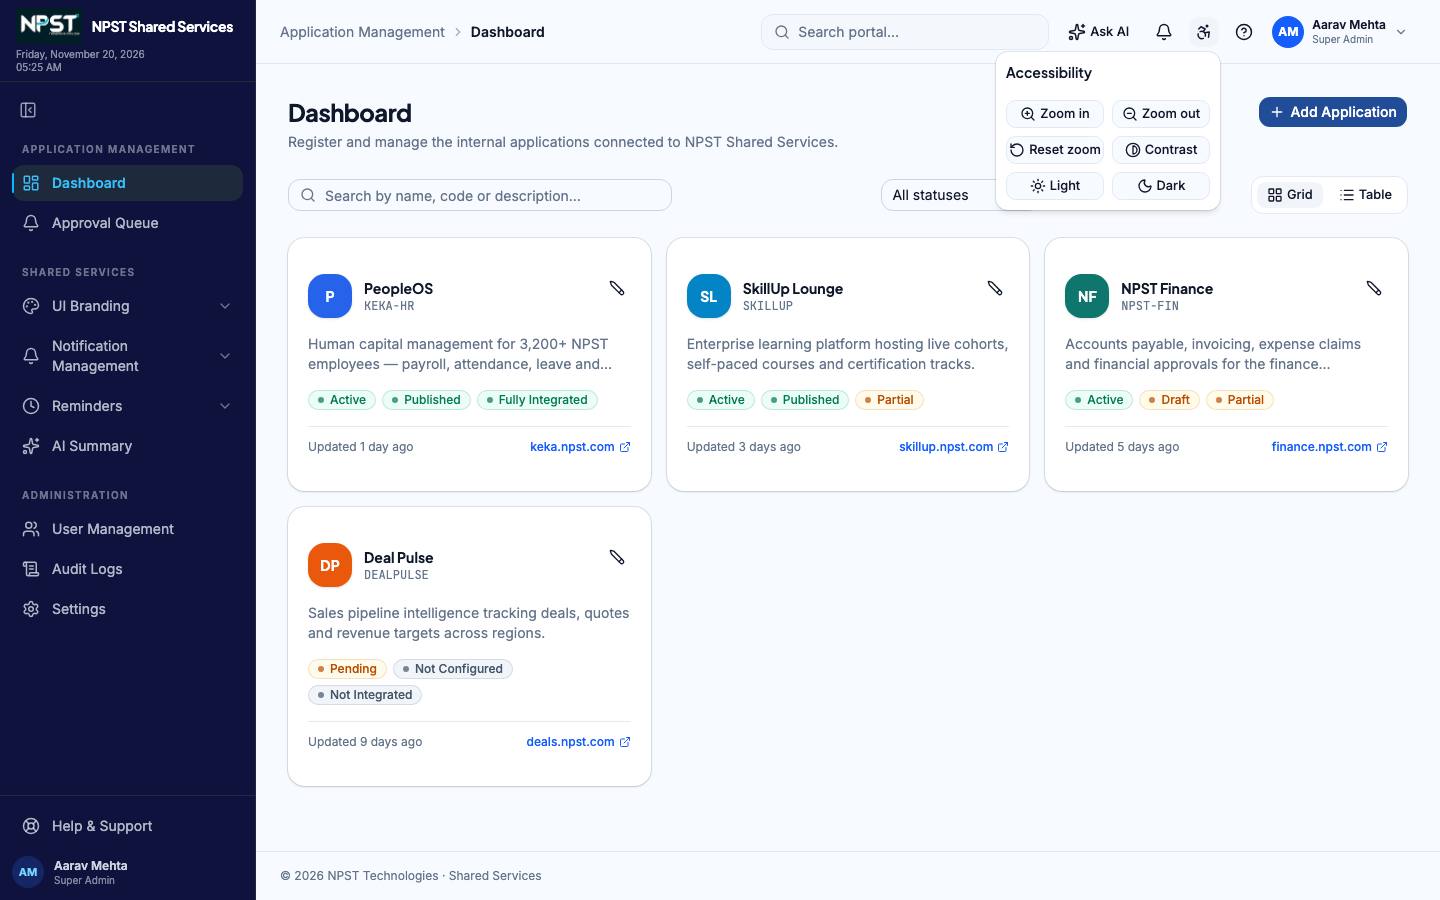 NPST
NPST Shared Services
Friday, November 20, 2026
05:25 AM
APPLICATION MANAGEMENT
Dashboard
Approval Queue
SHARED SERVICES
UI Branding
Notification
Management
Reminders
AI Summary
ADMINISTRATION
User Management
Audit Logs
Settings
Help & Support
AM
Aarav Mehta
Super Admin
Application Management > Dashboard
Search portal...
Ask AI
AM
Aarav Mehta
Super Admin
Accessibility
Zoom in
Zoom out
Reset zoom
Contrast
Light
Dark
Dashboard
Register and manage the internal applications connected to NPST Shared Services.
+ Add Application
Search by name, code or description...
All statuses
Grid
Table
P
PeopleOS
KEKA-HR
Human capital management for 3,200+ NPST
employees — payroll, attendance, leave and...
Active
Published
Fully Integrated
Updated 1 day ago
keka.npst.com
SL
SkillUp Lounge
SKILLUP
Enterprise learning platform hosting live cohorts,
self-paced courses and certification tracks.
Active
Published
Partial
Updated 3 days ago
skillup.npst.com
NF
NPST Finance
NPST-FIN
Accounts payable, invoicing, expense claims
and financial approvals for the finance...
Active
Draft
Partial
Updated 5 days ago
finance.npst.com
DP
Deal Pulse
DEALPULSE
Sales pipeline intelligence tracking deals, quotes
and revenue targets across regions.
Pending
Not Configured
Not Integrated
Updated 9 days ago
deals.npst.com
© 2026 NPST Technologies · Shared Services